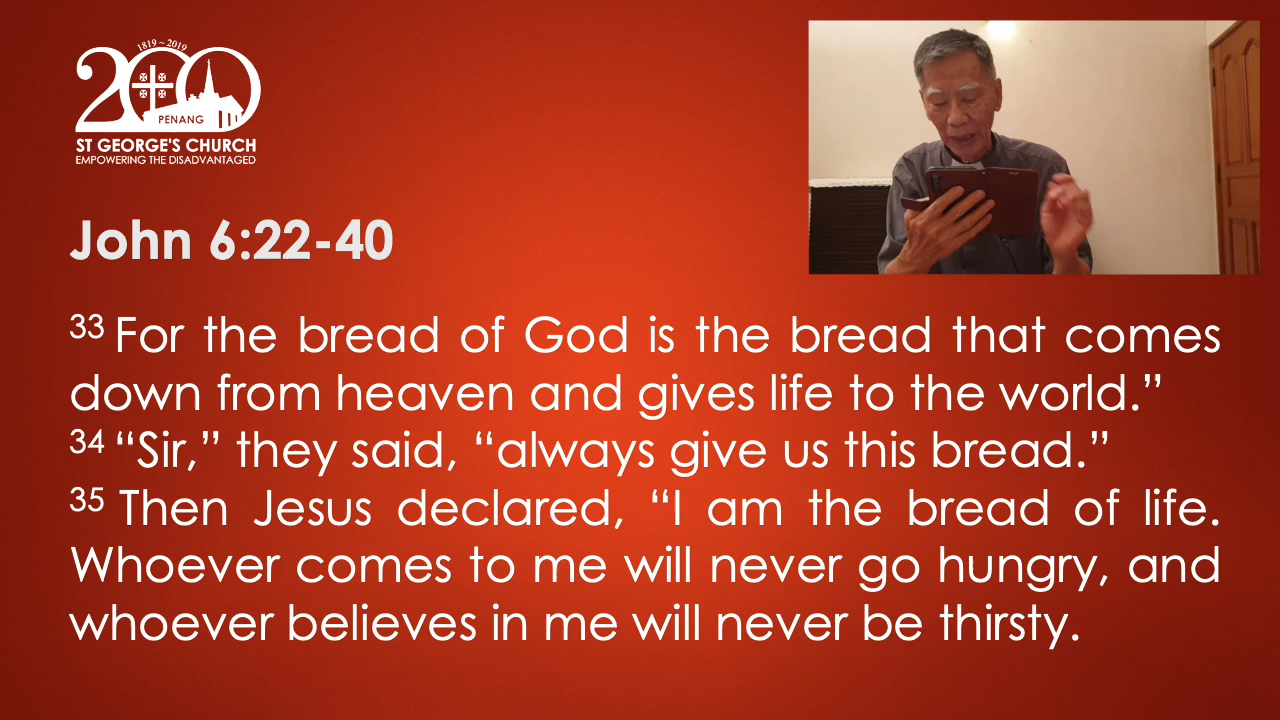 1819 ~ 2019
200
PENANG
ST GEORGE'S CHURCH
EMPOWERING THE DISADVANTAGED
John 6:22-40
33 For the bread of God is the bread that comes
down from heaven and gives life to the world.”
34 “Sir,” they said, “always give us this bread.”
35 Then Jesus declared, “I am the bread of life.
Whoever comes to me will never go hungry, and
whoever believes in me will never be thirsty.